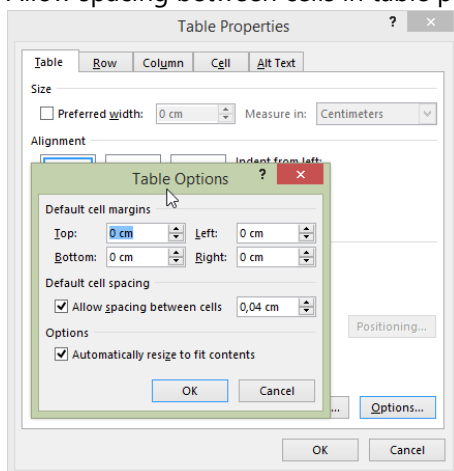 Allow spacing between cells in table p
Table Properties ? ×
Table Row Column Cell Alt Text
Size
Preferred width: 0 cm Measure in: Centimeters
Alignment
Indent from left:
Table Options ? ×
Default cell margins
Top: 0 cm Left: 0 cm
Bottom: 0 cm Right: 0 cm
Default cell spacing
Allow spacing between cells 0,04 cm
Positioning...
Options
Automatically resize to fit contents
OK Cancel
... Options...
OK Cancel